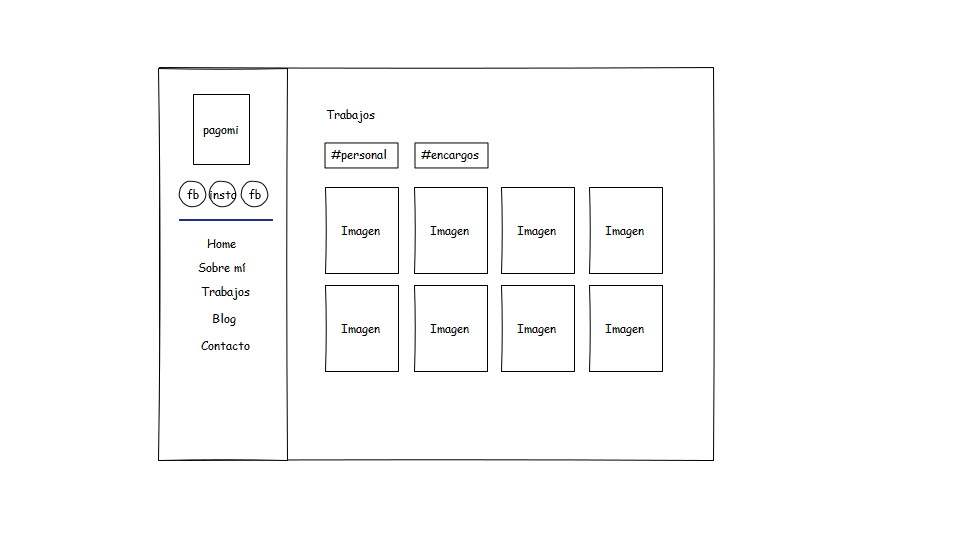 pagomi
fb insta fb
Home
Sobre mí
Trabajos
Blog
Contacto
Trabajos
#personal #encargos
Imagen Imagen Imagen Imagen
Imagen Imagen Imagen Imagen